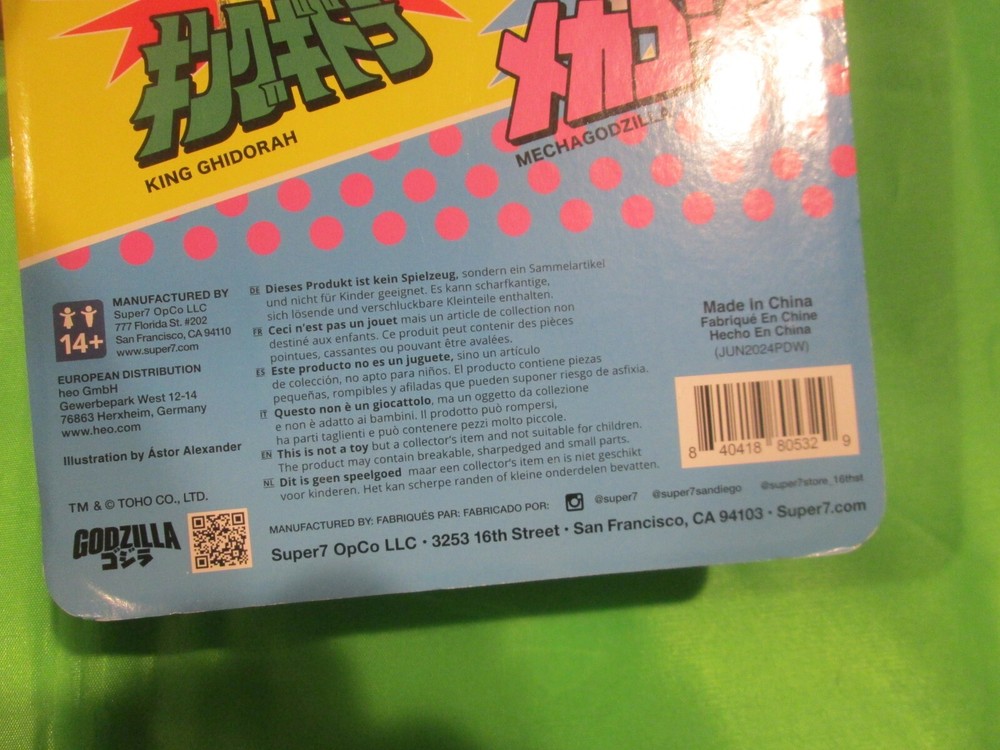 キングギドラ
KING GHIDORAH
メカゴ
MECHAGODZILLA
14+
MANUFACTURED BY
Super7 OpCo LLC
777 Florida St. #202
San Francisco, CA 94110
www.super7.com
EUROPEAN DISTRIBUTION
heo GmbH
Gewerbepark West 12-14
76863 Herxheim, Germany
www.heo.com
Illustration by Ástor Alexander
TM & © TOHO CO., LTD.
GODZILLA
ゴジラ
DE Dieses Produkt ist kein Spielzeug, sondern ein Sammelartikel
und nicht für Kinder geeignet. Es kann scharfkantige,
sich lösende und verschluckbare Kleinteile enthalten.
FR Ceci n'est pas un jouet mais un article de collection non
destiné aux enfants. Ce produit peut contenir des pièces
pointues, cassantes ou pouvant être avalées.
ES Este producto no es un juguete, sino un artículo
de colección, no apto para niños. El producto contiene piezas
pequeñas, rompibles y afiladas que pueden suponer riesgo de asfixia.
IT Questo non è un giocattolo, ma un oggetto da collezione
e non è adatto ai bambini. Il prodotto può rompersi,
ha parti taglienti e può contenere pezzi molto piccole.
EN This is not a toy but a collector's item and not suitable for children.
The product may contain breakable, sharpedged and small parts.
NL Dit is geen speelgoed maar een collector's item en is niet geschikt
voor kinderen. Het kan scherpe randen of kleine onderdelen bevatten.
Made in China
Fabriqué En Chine
Hecho En China
(JUN2024PDW)
8 40418 80532 9
MANUFACTURED BY: FABRIQUÉS PAR: FABRICADO POR: @super7 @super7sandiego @super7store_16thst
Super7 OpCo LLC • 3253 16th Street • San Francisco, CA 94103 • Super7.com